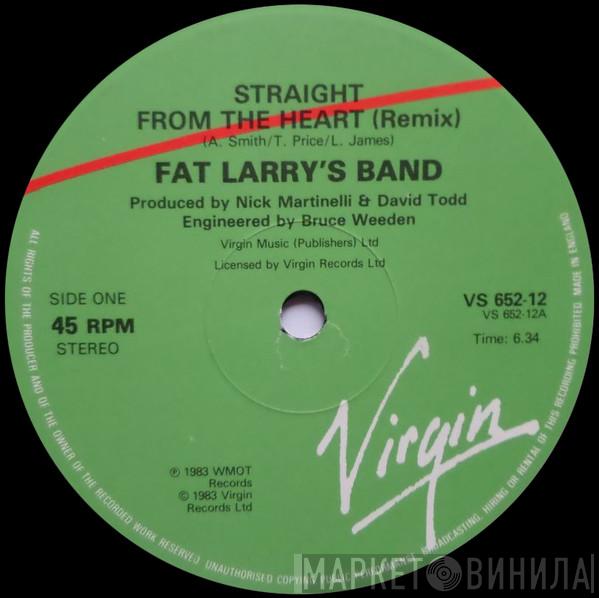 STRAIGHT
FROM THE HEART (Remix)
(A. Smith/T. Price/L. James)
FAT LARRY'S BAND
Produced by Nick Martinelli & David Todd
Engineered by Bruce Weeden
Virgin Music (Publishers) Ltd
Licensed by Virgin Records Ltd
SIDE ONE
45 RPM
STEREO
VS 652-12
VS 652-12A
Time: 6.34
℗ 1983 WMOT
Records
© 1983 Virgin
Records Ltd
Virgin
ALL RIGHTS OF THE PRODUCER AND OF THE OWNER OF THE RECORDED WORK RESERVED. UNAUTHORISED COPYING PUBLIC PERFORMANCE, BROADCASTING, HIRING OR RENTAL OF THIS RECORDING PROHIBITED. MADE IN ENGLAND
МАРКЕТ ВИНИЛА